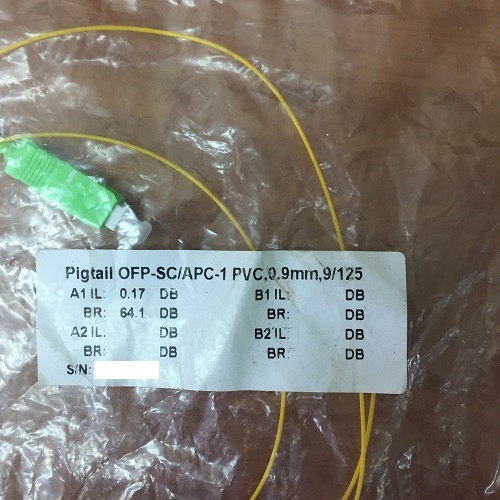 Pigtail OFP-SC/APC-1 PVC,0.9mm,9/125
A1 IL: 0.17 DB B1 IL: DB
BR: 64.1 DB BR: DB
A2 IL: DB B2 IL: DB
BR: DB BR: DB
S/N: